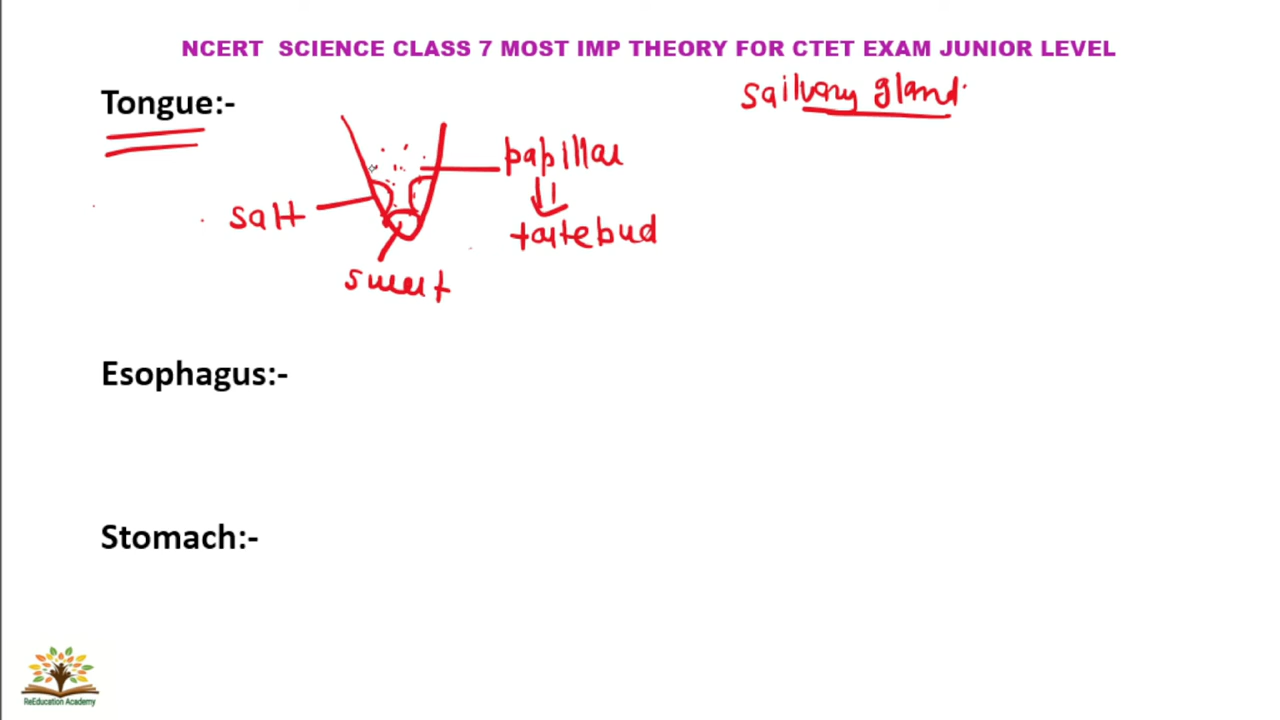 NCERT SCIENCE CLASS 7 MOST IMP THEORY FOR CTET EXAM JUNIOR LEVEL
Tongue:-
sailvary gland
papillae
salt
tastebud
sweet
Esophagus:-
Stomach:-
ReEducation Academy